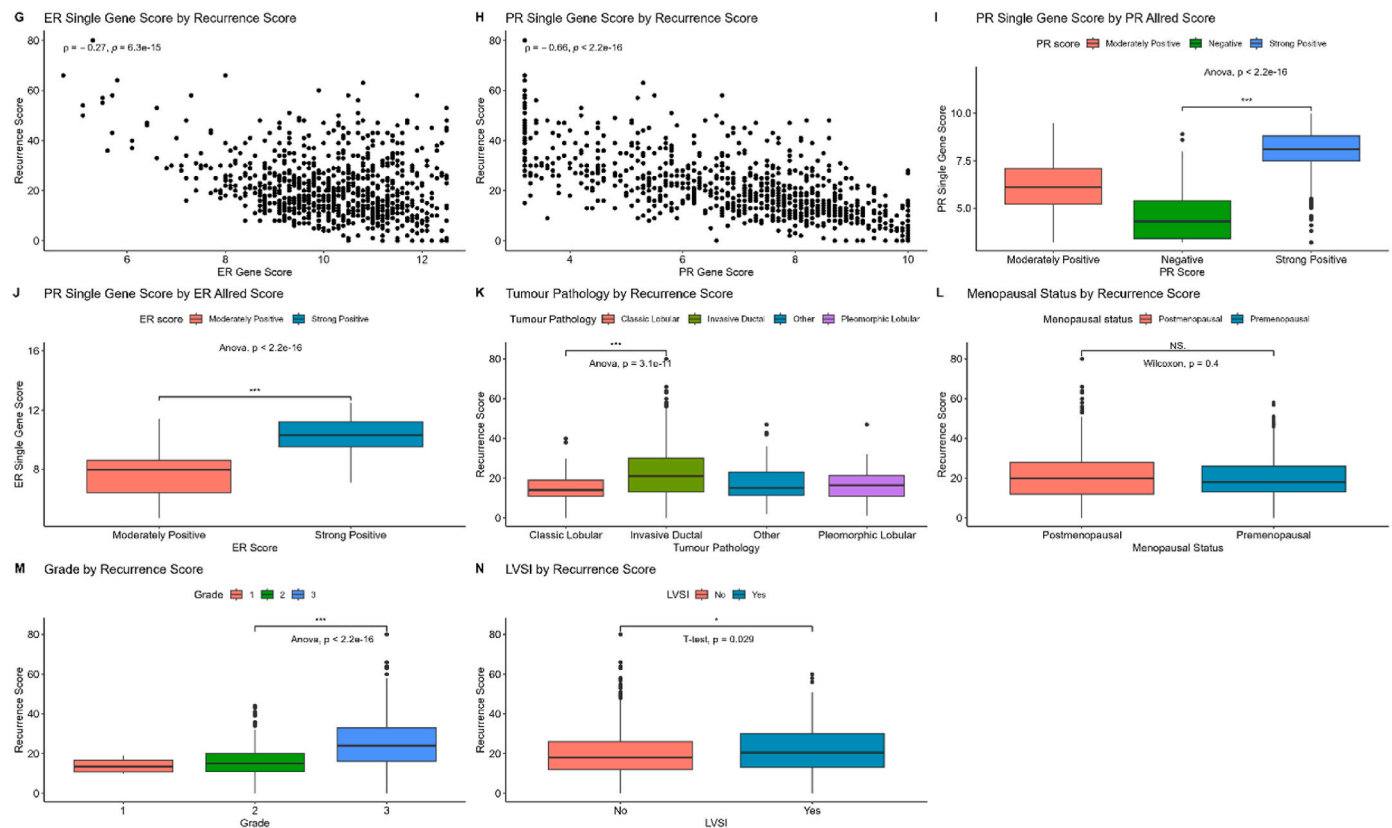 G ER Single Gene Score by Recurrence Score
ρ = −0.27, p = 6.3e-15
Recurrence Score
80
60
40
20
0
6 8 10 12
ER Gene Score
H PR Single Gene Score by Recurrence Score
ρ = −0.66, p < 2.2e-16
Recurrence Score
80
60
40
20
0
4 6 8 10
PR Gene Score
I PR Single Gene Score by PR Allred Score
PR score Moderately Positive Negative Strong Positive
Anova, p < 2.2e-16
***
PR Single Gene Score
10.0
7.5
5.0
Moderately Positive Negative Strong Positive
PR Score
J PR Single Gene Score by ER Allred Score
ER score Moderately Positive Strong Positive
Anova, p < 2.2e-16
***
ER Single Gene Score
16
12
8
Moderately Positive Strong Positive
ER Score
K Tumour Pathology by Recurrence Score
Tumour Pathology Classic Lobular Invasive Ductal Other Pleomorphic Lobular
***
Anova, p = 3.1e-11
Recurrence Score
80
60
40
20
0
Classic Lobular Invasive Ductal Other Pleomorphic Lobular
Tumour Pathology
L Menopausal Status by Recurrence Score
Menopausal status Postmenopausal Premenopausal
NS.
Wilcoxon, p = 0.4
Recurrence Score
80
60
40
20
0
Postmenopausal Premenopausal
Menopausal Status
M Grade by Recurrence Score
Grade 1 2 3
***
Anova, p < 2.2e-16
Recurrence Score
80
60
40
20
0
1 2 3
Grade
N LVSI by Recurrence Score
LVSI No Yes
*
T-test, p = 0.029
Recurrence Score
80
60
40
20
0
No Yes
LVSI